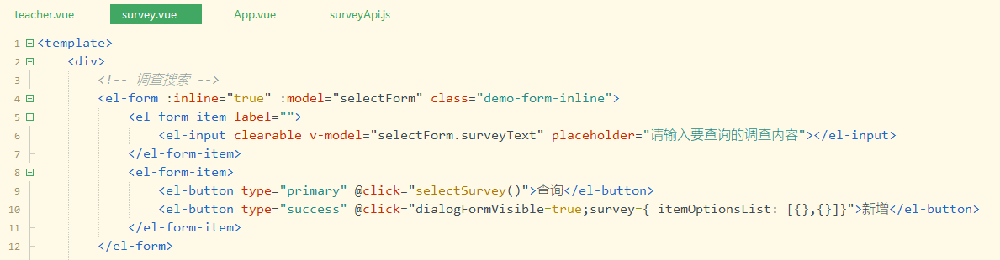 teacher.vue survey.vue App.vue surveyApi.js
1 <template>
2 <div>
3 <!-- 调查搜索 -->
4 <el-form :inline="true" :model="selectForm" class="demo-form-inline">
5 <el-form-item label="">
6 <el-input clearable v-model="selectForm.surveyText" placeholder="请输入要查询的调查内容"></el-input>
7 </el-form-item>
8 <el-form-item>
9 <el-button type="primary" @click="selectSurvey()">查询</el-button>
10 <el-button type="success" @click="dialogFormVisible=true;survey={ itemOptionsList: [{},{}]}">新增</el-button>
11 </el-form-item>
12 </el-form>